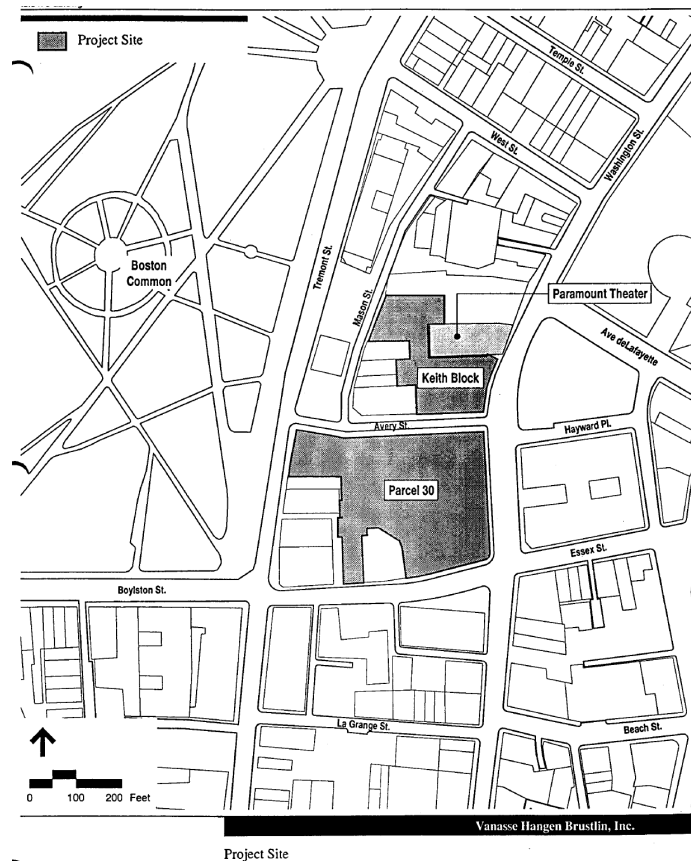 Project Site
Temple St.
West St.
Washington St.
Boston
Common
Tremont St.
Mason St.
Paramount Theater
Ave deLafayette
Keith Block
Avery St.
Hayward Pl.
Parcel 30
Essex St.
Boylston St.
La Grange St.
Beach St.
0 100 200 Feet
Vanasse Hangen Brustlin, Inc.
Project Site